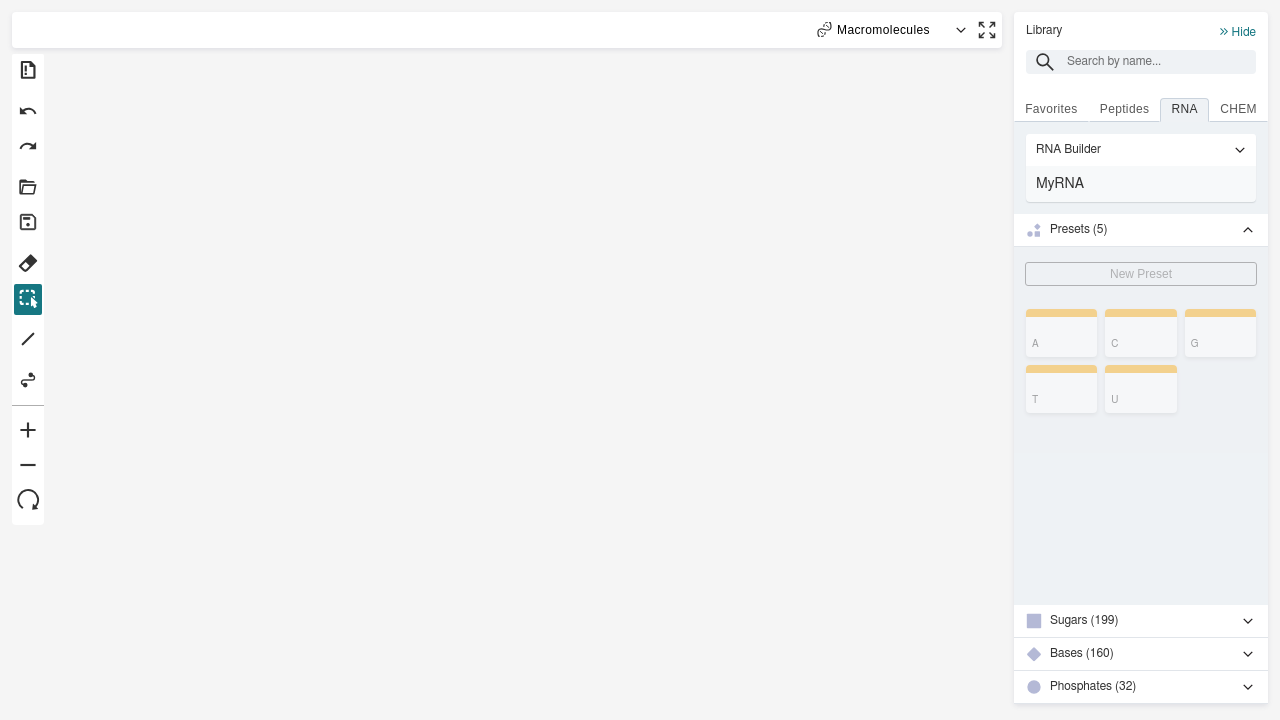 Macromolecules
Library
Hide
Search by name...
Favorites
Peptides
RNA
CHEM
RNA Builder
MyRNA
Presets (5)
New Preset
A
C
G
T
U
Sugars (199)
Bases (160)
Phosphates (32)